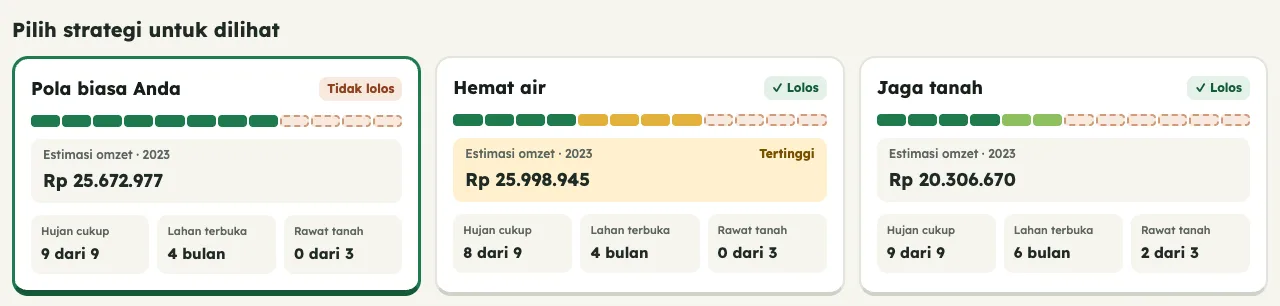 Pilih strategi untuk dilihat
Pola biasa Anda
Tidak lolos
Estimasi omzet · 2023
Rp 25.672.977
Hujan cukup
9 dari 9
Lahan terbuka
4 bulan
Rawat tanah
0 dari 3
Hemat air
✓ Lolos
Estimasi omzet · 2023
Tertinggi
Rp 25.998.945
Hujan cukup
8 dari 9
Lahan terbuka
4 bulan
Rawat tanah
0 dari 3
Jaga tanah
✓ Lolos
Estimasi omzet · 2023
Rp 20.306.670
Hujan cukup
9 dari 9
Lahan terbuka
6 bulan
Rawat tanah
2 dari 3